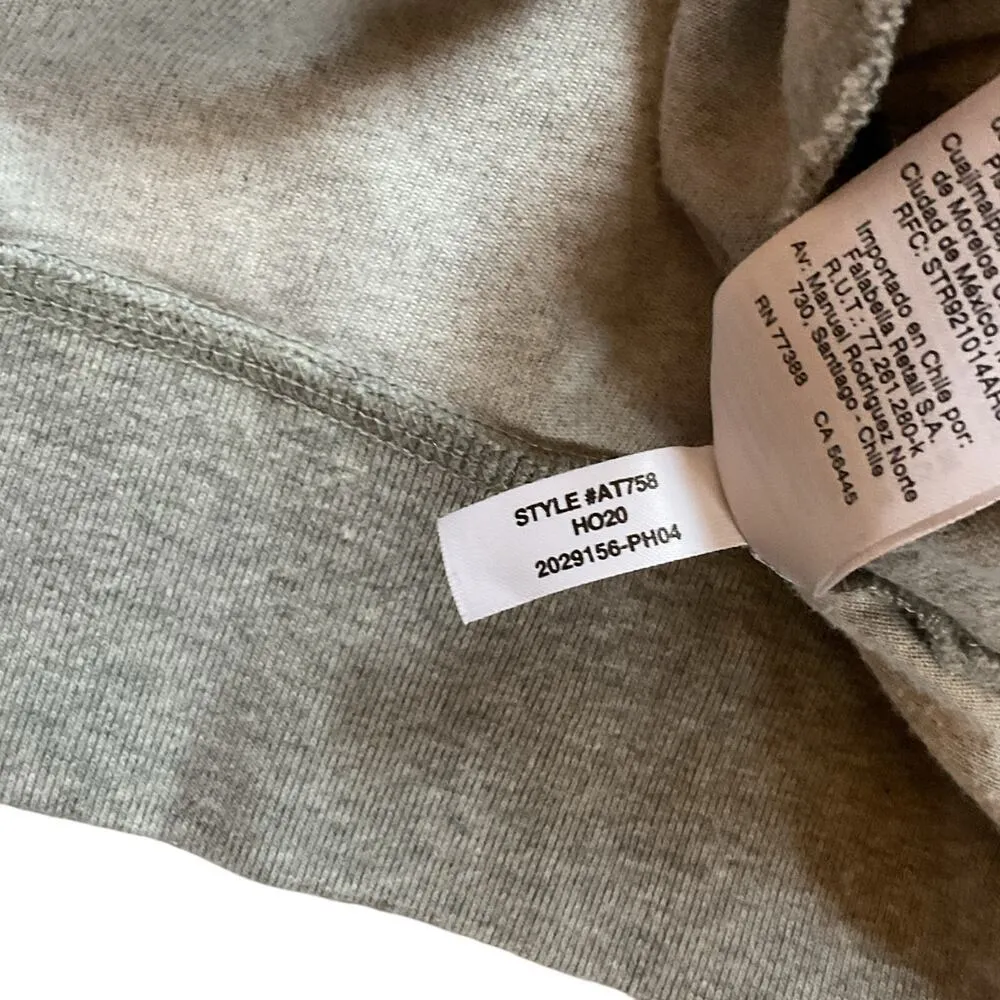 STYLE #AT758
HO20
2029156-PH04
Cuajimalpa
de Morelos
Ciudad de México,
RFC: STR921014
Importado en Chile por:
Falabella Retail S.A.
R.U.T.: 77.261.280-k
Av: Manuel Rodriguez Norte
730, Santiago - Chile
RN 77388 CA 56445